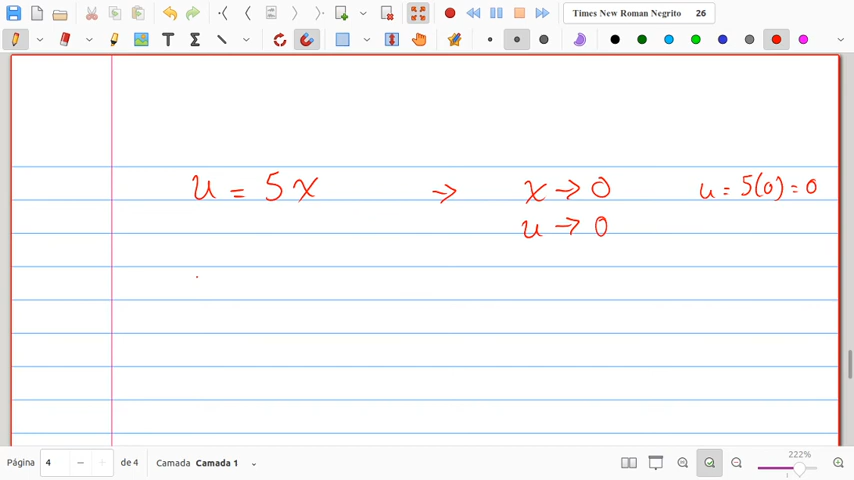 Times New Roman Negrito 26
u = 5x → x → 0 u = 5(0) = 0
u → 0
222%
Página 4 de 4 Camada Camada 1